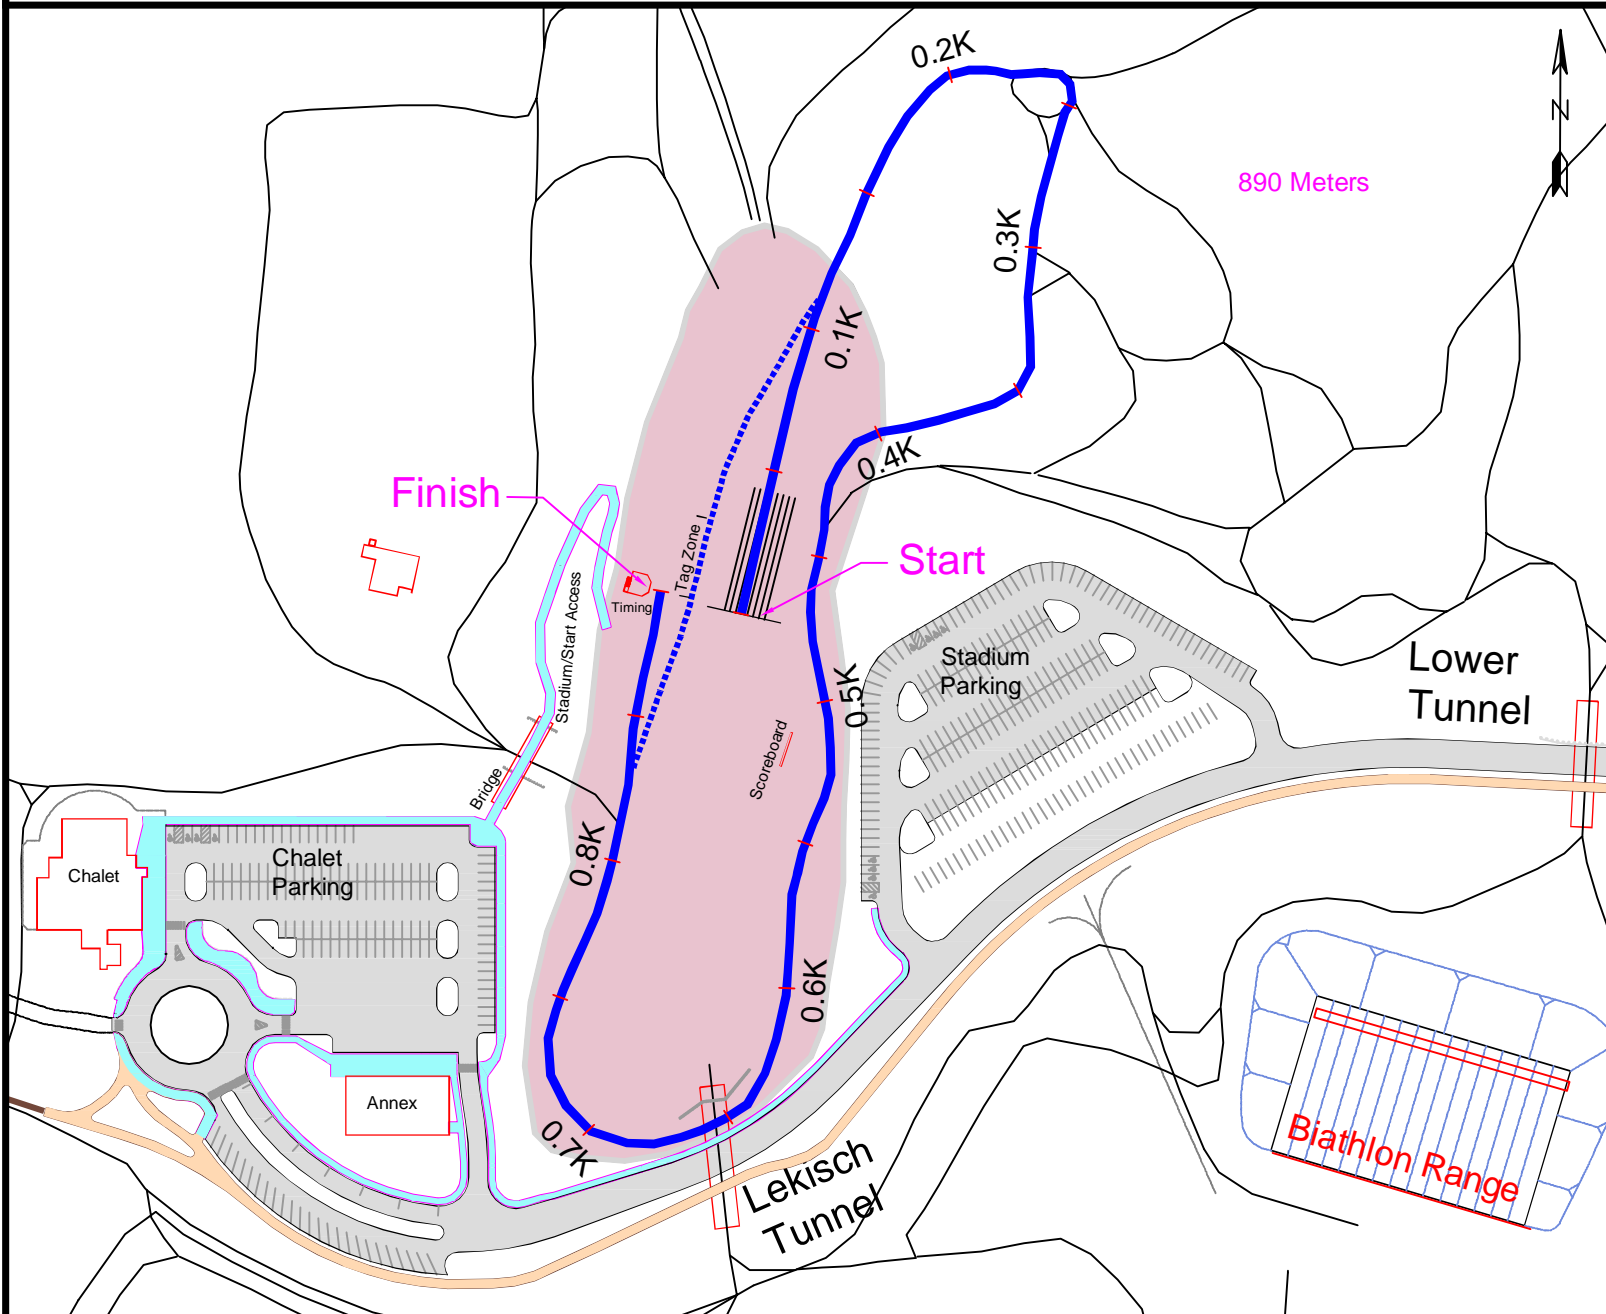 0.2K
N
890 Meters
0.3K
0.1K
0.4K
Finish
Tag Zone
Start
Timing
Stadium/Start Access
Stadium
Parking
Lower
Tunnel
0.5K
Scoreboard
Bridge
0.8K
Chalet
Parking
Chalet
0.6K
Annex
0.7K
Lekisch
Tunnel
Biathlon Range